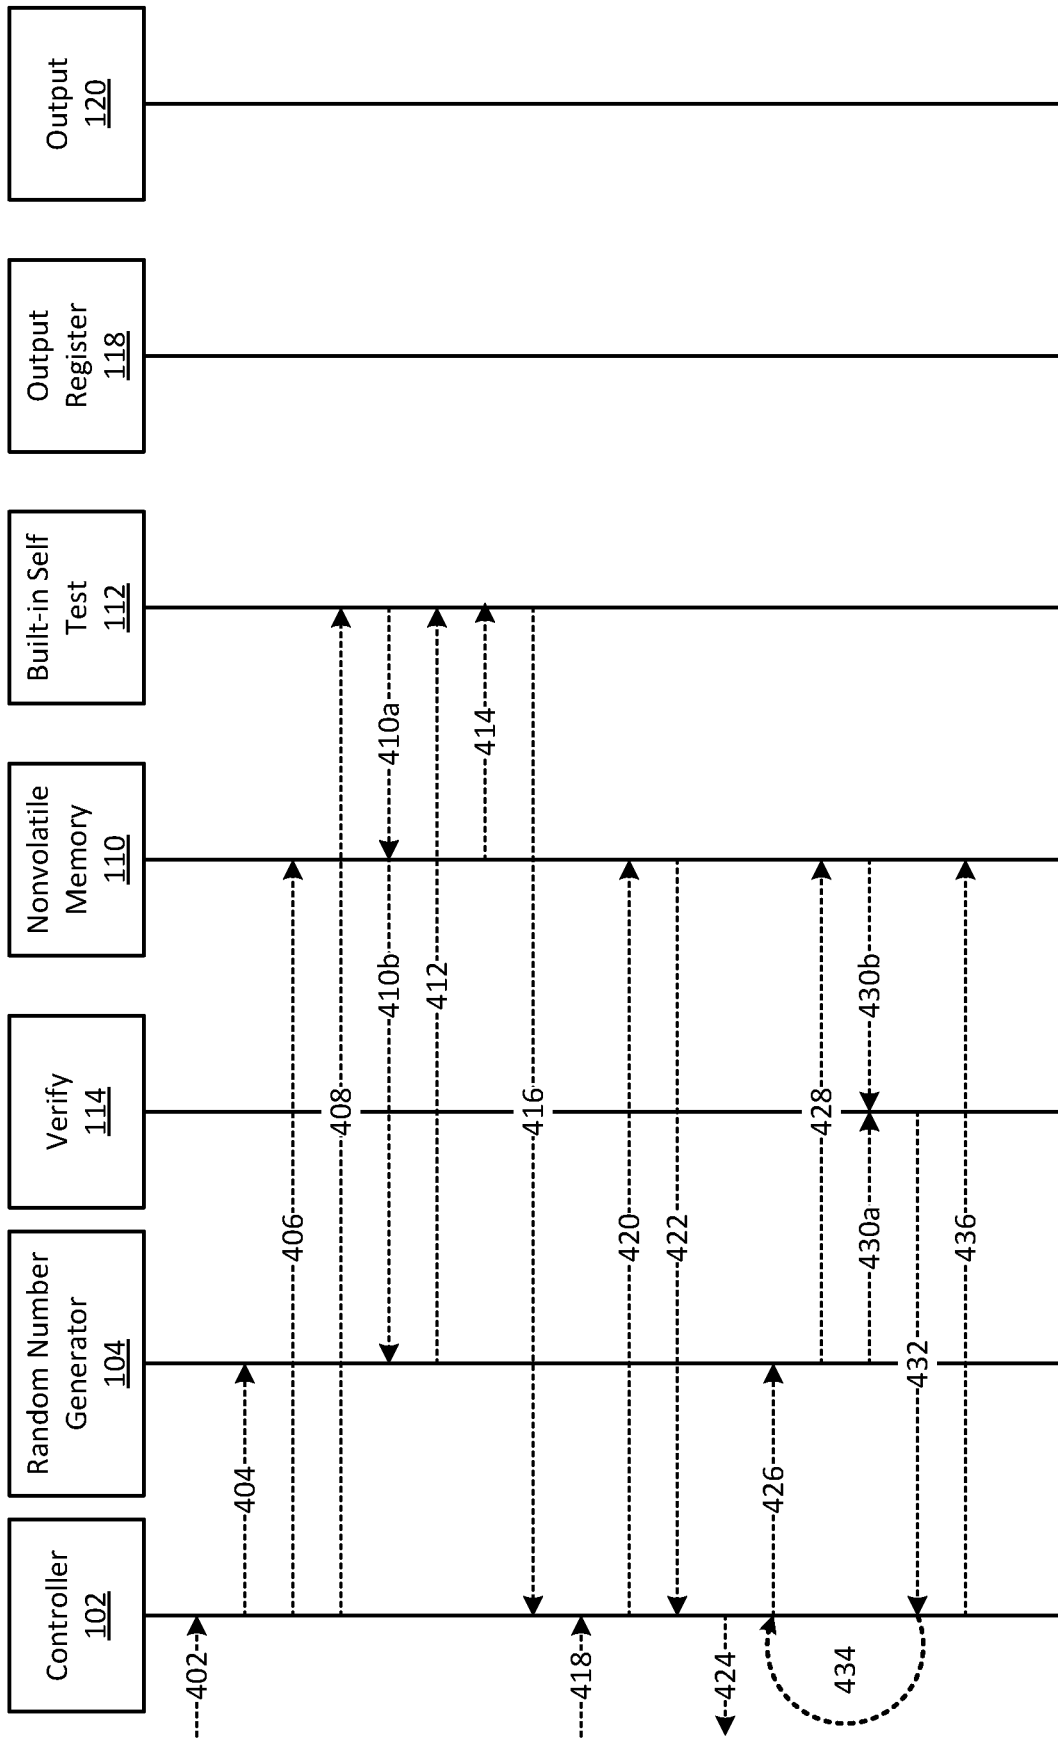 Controller
102
Random Number
Generator
104
Verify
114
Nonvolatile
Memory
110
Built-in Self
Test
112
Output
Register
118
Output
120
402
404
406
408
410b
410a
412
414
416
418
420
422
424
426
428
430a
430b
432
434
436